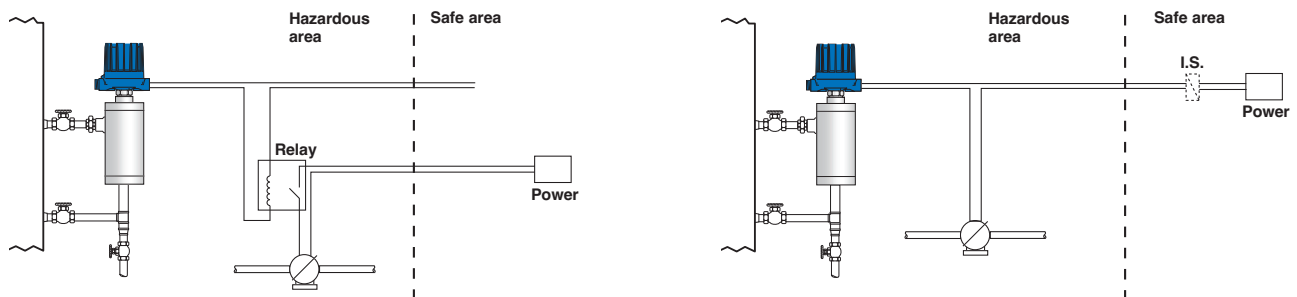 Hazardous
area
Safe area
Relay
Power
Hazardous
area
Safe area
I.S.
Power